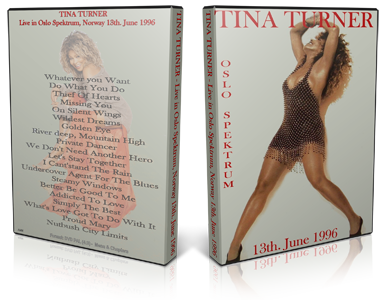 TINA TURNER
Live in Oslo Spektrum, Norway 13th. June 1996
Whatever you Want
Do What You Do
Thief Of Hearts
Missing You
On Silent Wings
Wildest Dreams
Golden Eye
River deep, Mountain High
Private Dancer
We Don't Need Another Hero
Let's Stay Together
I Can'tstand The Rain
Undercover Agent For The Blues
Steamy Windows
Better Be Good To Me
Addicted To Love
Simply The Best
What's Love Got To Do With It
Proud Mary
Nutbush City Limits
TINA TURNER - Live in Oslo Spektrum, Norway 13th. June 1996
TINA TURNER
OSLO SPEKTRUM
13th. June 1996